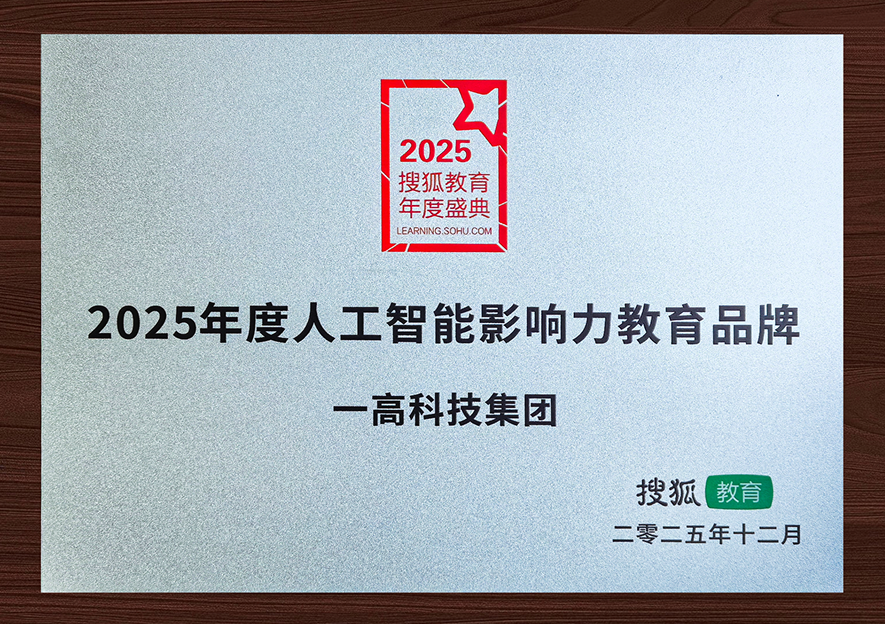 2025
搜狐教育
年度盛典
LEARNING.SOHU.COM
2025年度人工智能影响力教育品牌
一高科技集团
搜狐 教育
二零二五年十二月